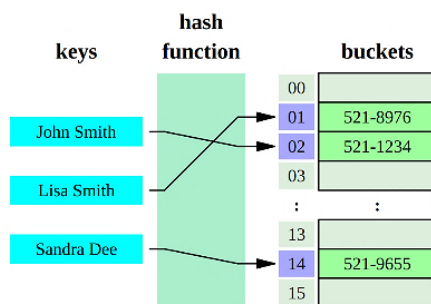 hash
keys function buckets
00
01 521-8976
John Smith 02 521-1234
03
Lisa Smith
: :
13
Sandra Dee 14 521-9655
15